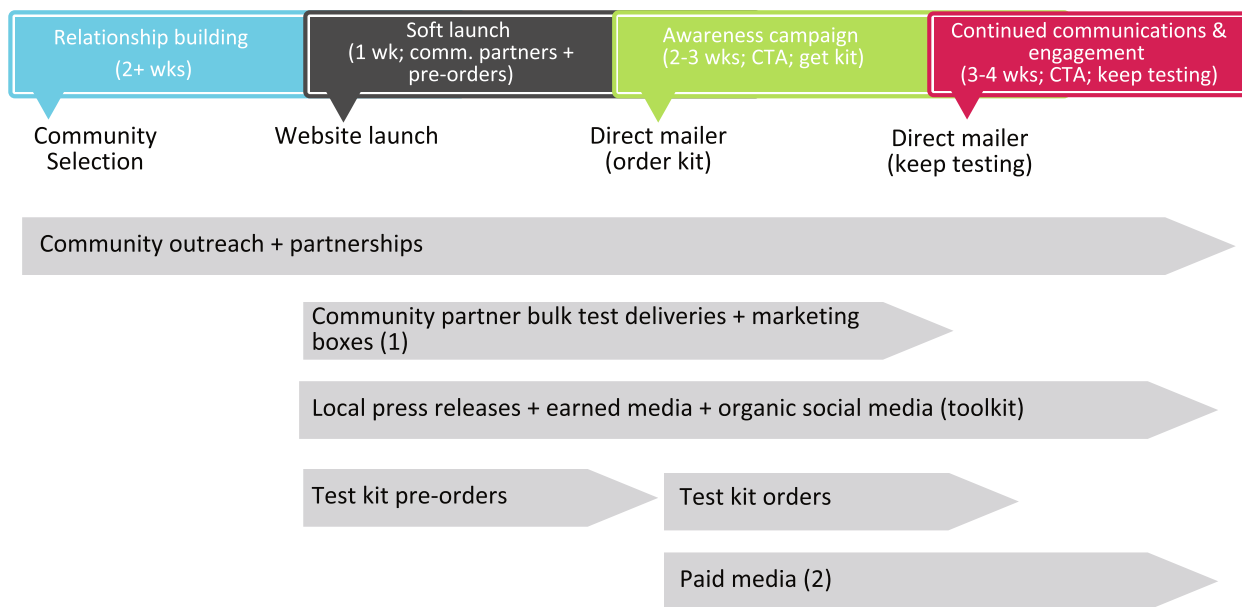 Relationship building
(2+ wks)
Soft launch
(1 wk; comm. partners +
pre-orders)
Awareness campaign
(2-3 wks; CTA; get kit)
Continued communications &
engagement
(3-4 wks; CTA; keep testing)
Community
Selection
Website launch
Direct mailer
(order kit)
Direct mailer
(keep testing)
Community outreach + partnerships
Community partner bulk test deliveries + marketing
boxes (1)
Local press releases + earned media + organic social media (toolkit)
Test kit pre-orders
Test kit orders
Paid media (2)